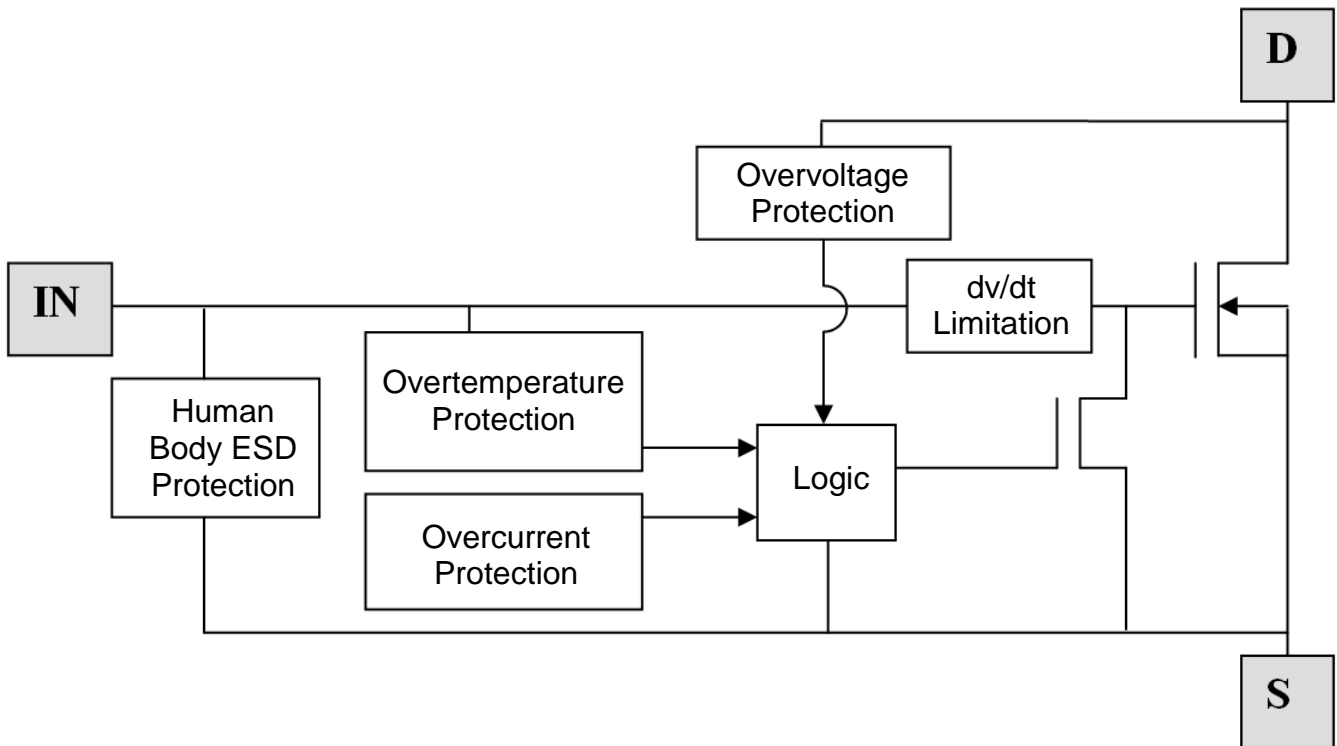 D
Overvoltage
Protection
IN
dv/dt
Limitation
Overtemperature
Protection
Human
Body ESD
Protection
Logic
Overcurrent
Protection
S